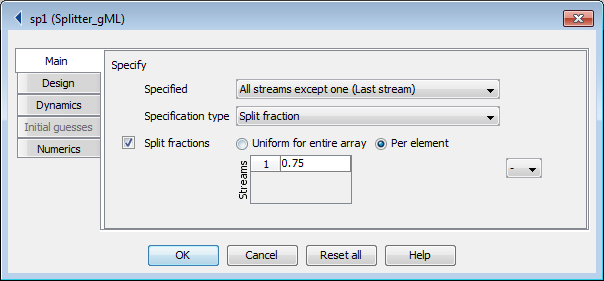 sp1 (Splitter_gML)
Main
Design
Dynamics
Initial guesses
Numerics
Specify
Specified All streams except one (Last stream)
Specification type Split fraction
Split fractions Uniform for entire array Per element
Streams 1 0.75 -
OK Cancel Reset all Help